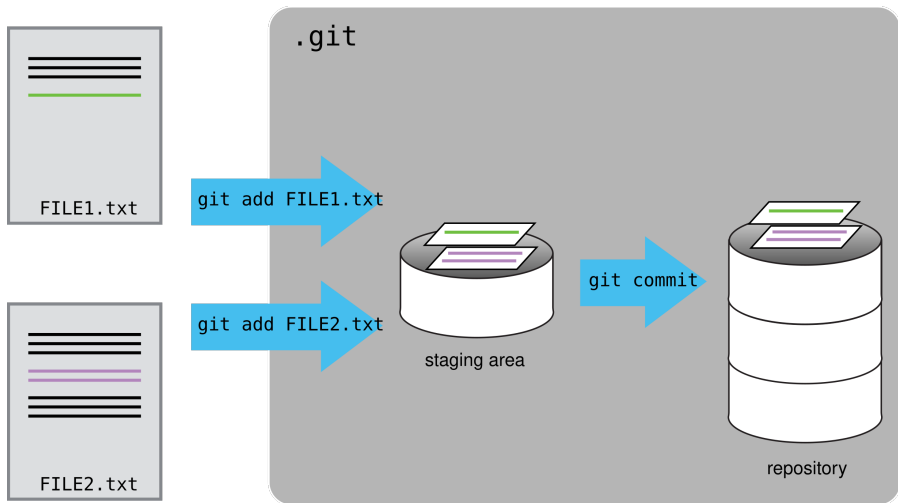 .git
FILE1.txt
git add FILE1.txt
git add FILE2.txt
git commit
staging area
repository
FILE2.txt